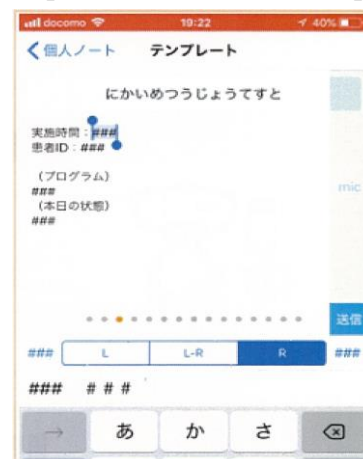 docomo 19:22 40%
個人ノート テンプレート
にかいめつうじょうてすと
実施時間：###
患者ID：###
（プログラム）
###
（本日の状態）
###
mic
送信
### L L-R R ###
### # # #
→ あ か さ